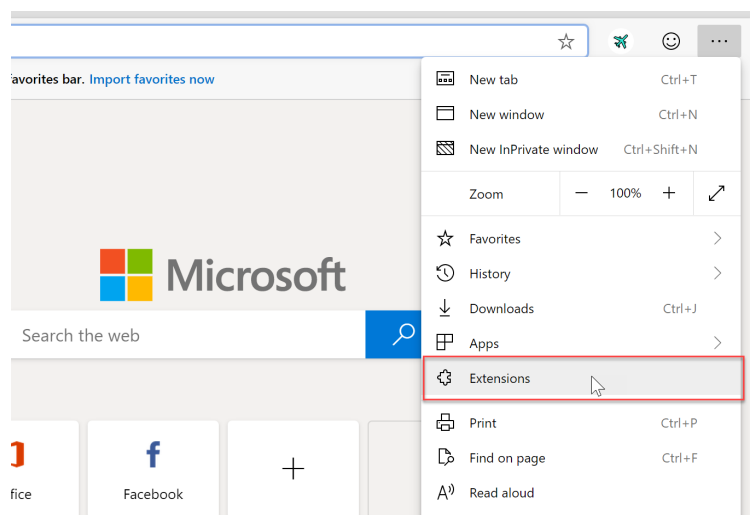 favorites bar. Import favorites now
New tab Ctrl+T
New window Ctrl+N
New InPrivate window Ctrl+Shift+N
Zoom 100%
Favorites
History
Downloads Ctrl+J
Apps
Extensions
Print Ctrl+P
Find on page Ctrl+F
Read aloud
Microsoft
Search the web
ffice
Facebook